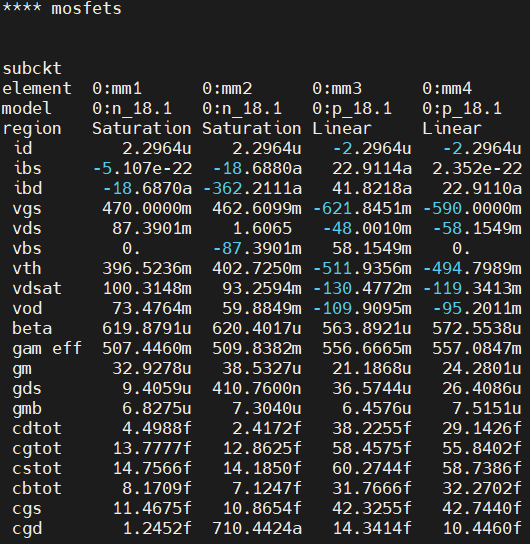 **** mosfets
subckt
element 0:mm1 0:mm2 0:mm3 0:mm4
model 0:n_18.1 0:n_18.1 0:p_18.1 0:p_18.1
region Saturation Saturation Linear Linear
id 2.2964u 2.2964u -2.2964u -2.2964u
ibs -5.107e-22 -18.6880a 22.9114a 2.352e-22
ibd -18.6870a -362.2111a 41.8218a 22.9110a
vgs 470.0000m 462.6099m -621.8451m -590.0000m
vds 87.3901m 1.6065 -48.0010m -58.1549m
vbs 0. -87.3901m 58.1549m 0.
vth 396.5236m 402.7250m -511.9356m -494.7989m
vdsat 100.3148m 93.2594m -130.4772m -119.3413m
vod 73.4764m 59.8849m -109.9095m -95.2011m
beta 619.8791u 620.4017u 563.8921u 572.5538u
gam eff 507.4460m 509.8382m 556.6665m 557.0847m
gm 32.9278u 38.5327u 21.1868u 24.2801u
gds 9.4059u 410.7600n 36.5744u 26.4086u
gmb 6.8275u 7.3040u 6.4576u 7.5151u
cdtot 4.4988f 2.4172f 38.2255f 29.1426f
cgtot 13.7777f 12.8625f 58.4575f 55.8402f
cstot 14.7566f 14.1850f 60.2744f 58.7386f
cbtot 8.1709f 7.1247f 31.7666f 32.2702f
cgs 11.4675f 10.8654f 42.3255f 42.7440f
cgd 1.2452f 710.4424a 14.3414f 10.4460f